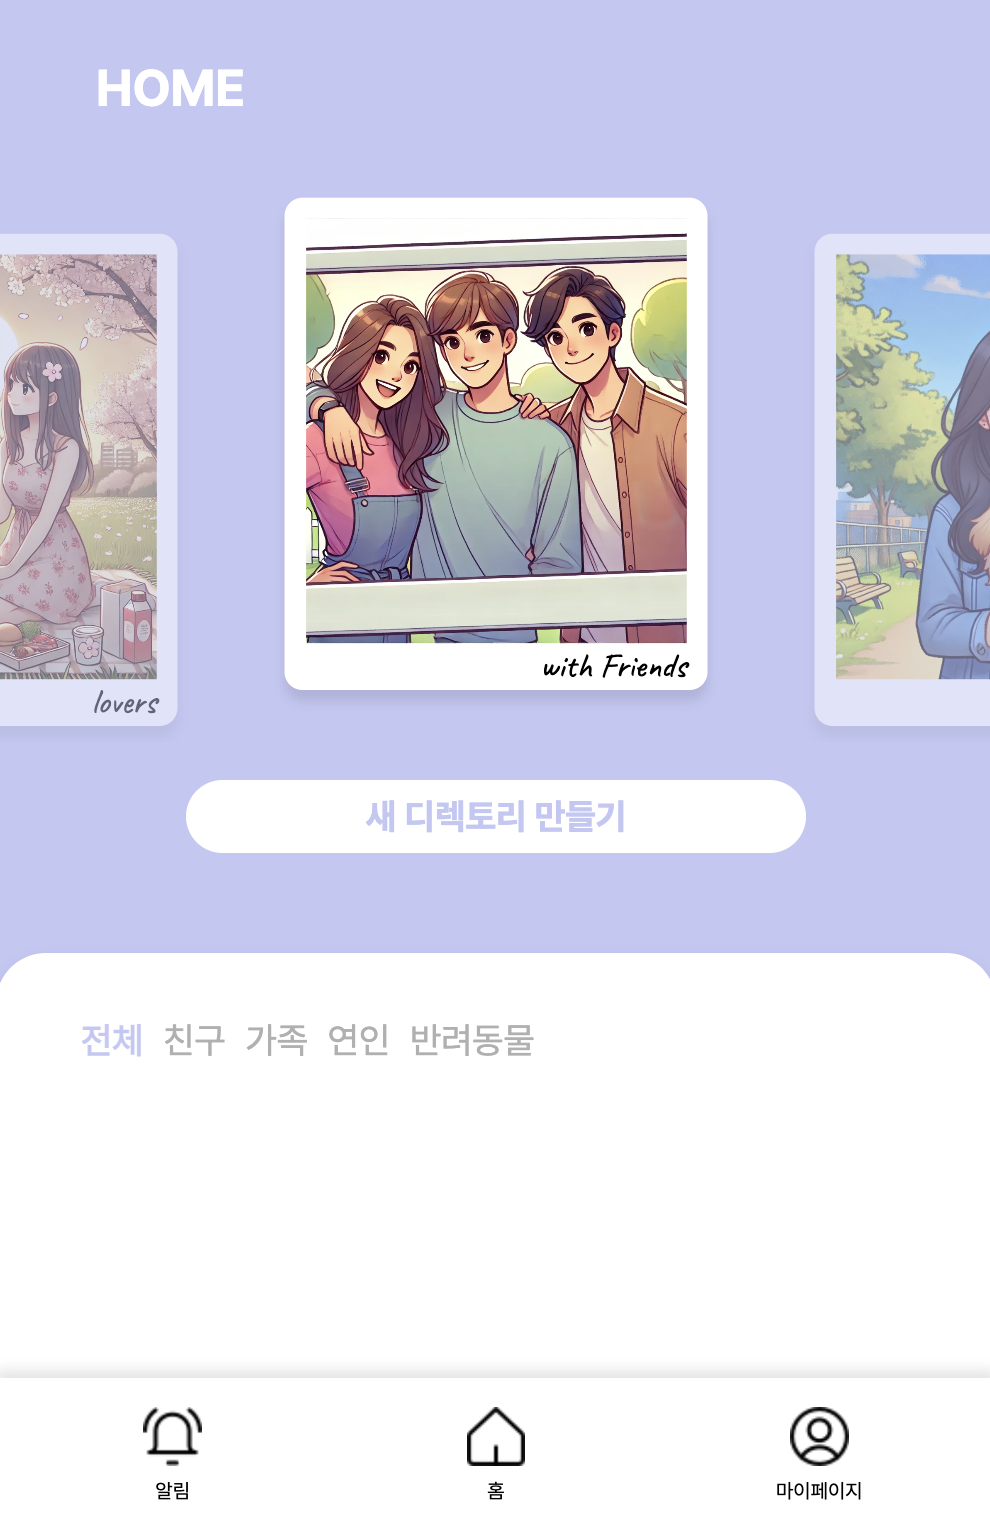 HOME
lovers
with Friends
새 디렉토리 만들기
전체 친구 가족 연인 반려동물
알림 홈 마이페이지